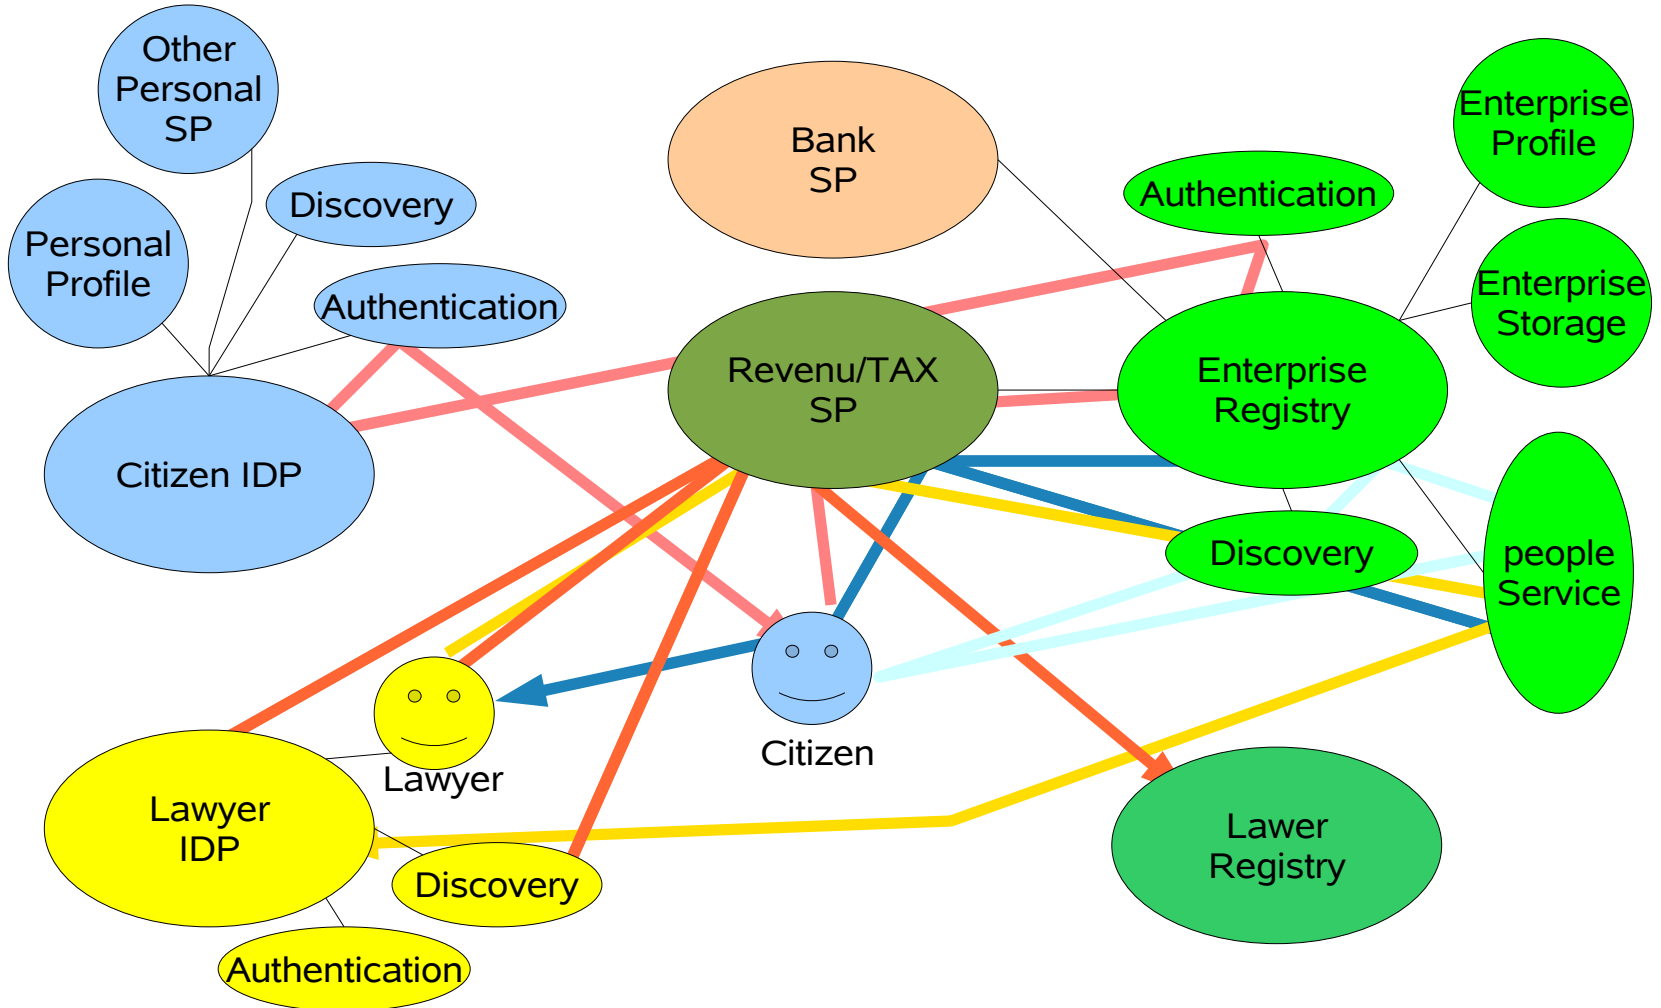 Other
Personal
SP
Discovery
Personal
Profile
Authentication
Citizen IDP
Bank
SP
Revenu/TAX
SP
Authentication
Enterprise
Profile
Enterprise
Storage
Enterprise
Registry
Discovery
people
Service
Lawyer
Citizen
Lawyer
IDP
Discovery
Authentication
Lawer
Registry